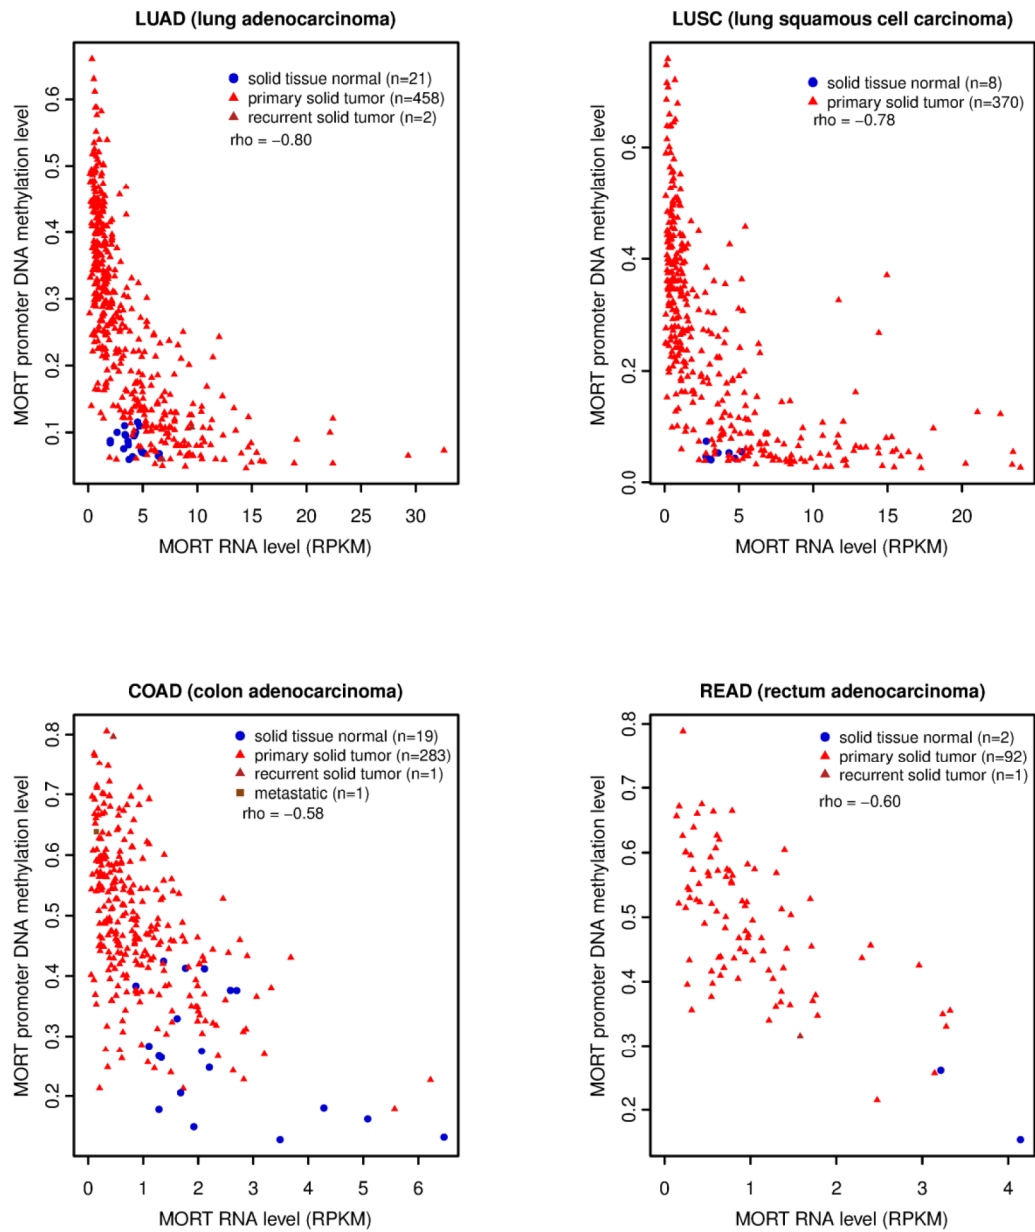 LUAD (lung adenocarcinoma)
MORT promoter DNA methylation level
0.1 0.2 0.3 0.4 0.5 0.6
solid tissue normal (n=21)
primary solid tumor (n=458)
recurrent solid tumor (n=2)
rho = −0.80
0 5 10 15 20 25 30
MORT RNA level (RPKM)
LUSC (lung squamous cell carcinoma)
MORT promoter DNA methylation level
0.0 0.2 0.4 0.6
solid tissue normal (n=8)
primary solid tumor (n=370)
rho = −0.78
0 5 10 15 20
MORT RNA level (RPKM)
COAD (colon adenocarcinoma)
MORT promoter DNA methylation level
0.2 0.3 0.4 0.5 0.6 0.7 0.8
solid tissue normal (n=19)
primary solid tumor (n=283)
recurrent solid tumor (n=1)
metastatic (n=1)
rho = −0.58
0 1 2 3 4 5 6
MORT RNA level (RPKM)
READ (rectum adenocarcinoma)
MORT promoter DNA methylation level
0.2 0.3 0.4 0.5 0.6 0.7 0.8
solid tissue normal (n=2)
primary solid tumor (n=92)
recurrent solid tumor (n=1)
rho = −0.60
0 1 2 3 4
MORT RNA level (RPKM)